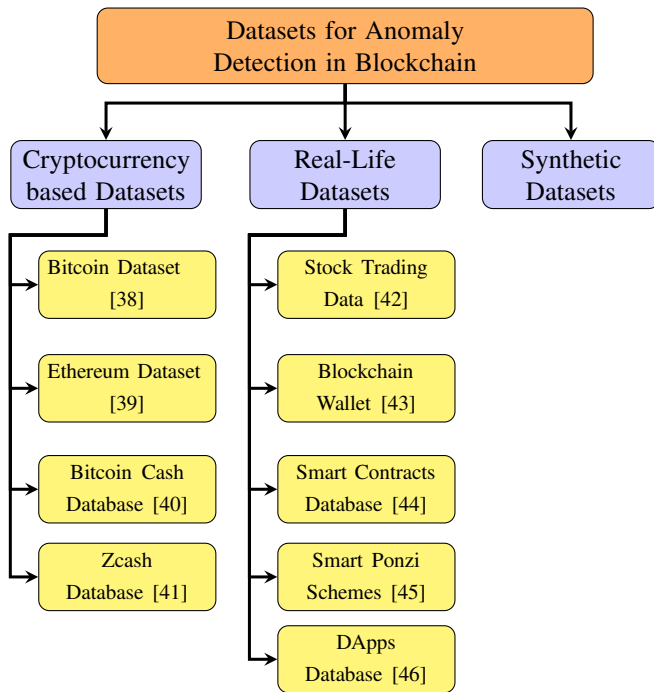 Datasets for Anomaly
Detection in Blockchain
Cryptocurrency
based Datasets
Real-Life
Datasets
Synthetic
Datasets
Bitcoin Dataset
[38]
Ethereum Dataset
[39]
Bitcoin Cash
Database [40]
Zcash
Database [41]
Stock Trading
Data [42]
Blockchain
Wallet [43]
Smart Contracts
Database [44]
Smart Ponzi
Schemes [45]
DApps
Database [46]